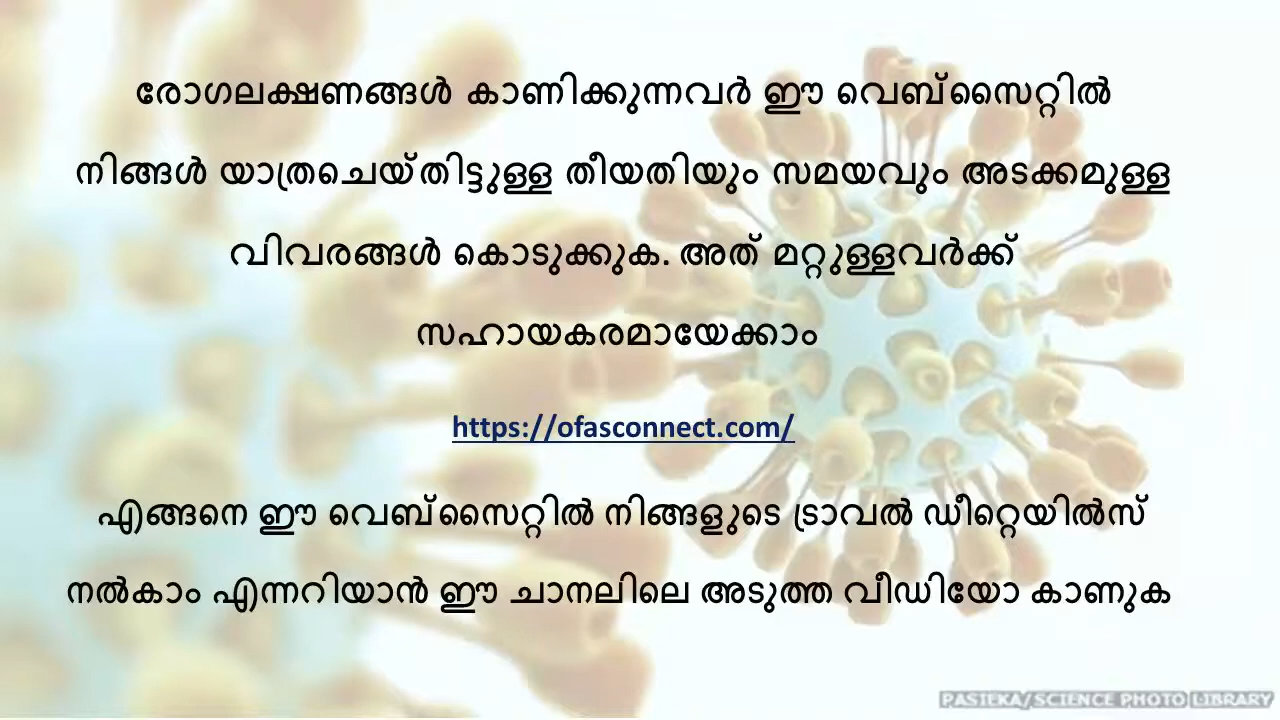 രോഗലക്ഷണങ്ങൾ കാണിക്കുന്നവർ ഈ വെബ്സൈറ്റിൽ
നിങ്ങൾ യാത്രചെയ്തിട്ടുള്ള തീയതിയും സമയവും അടക്കമുള്ള
വിവരങ്ങൾ കൊടുക്കുക. അത് മറ്റുള്ളവർക്ക്
സഹായകരമായേക്കാം
https://ofasconnect.com/
എങ്ങനെ ഈ വെബ്സൈറ്റിൽ നിങ്ങളുടെ ട്രാവൽ ഡീറ്റെയിൽസ്
നൽകാം എന്നറിയാൻ ഈ ചാനലിലെ അടുത്ത വീഡിയോ കാണുക
PASIEKA/SCIENCE PHOTO LIBRARY